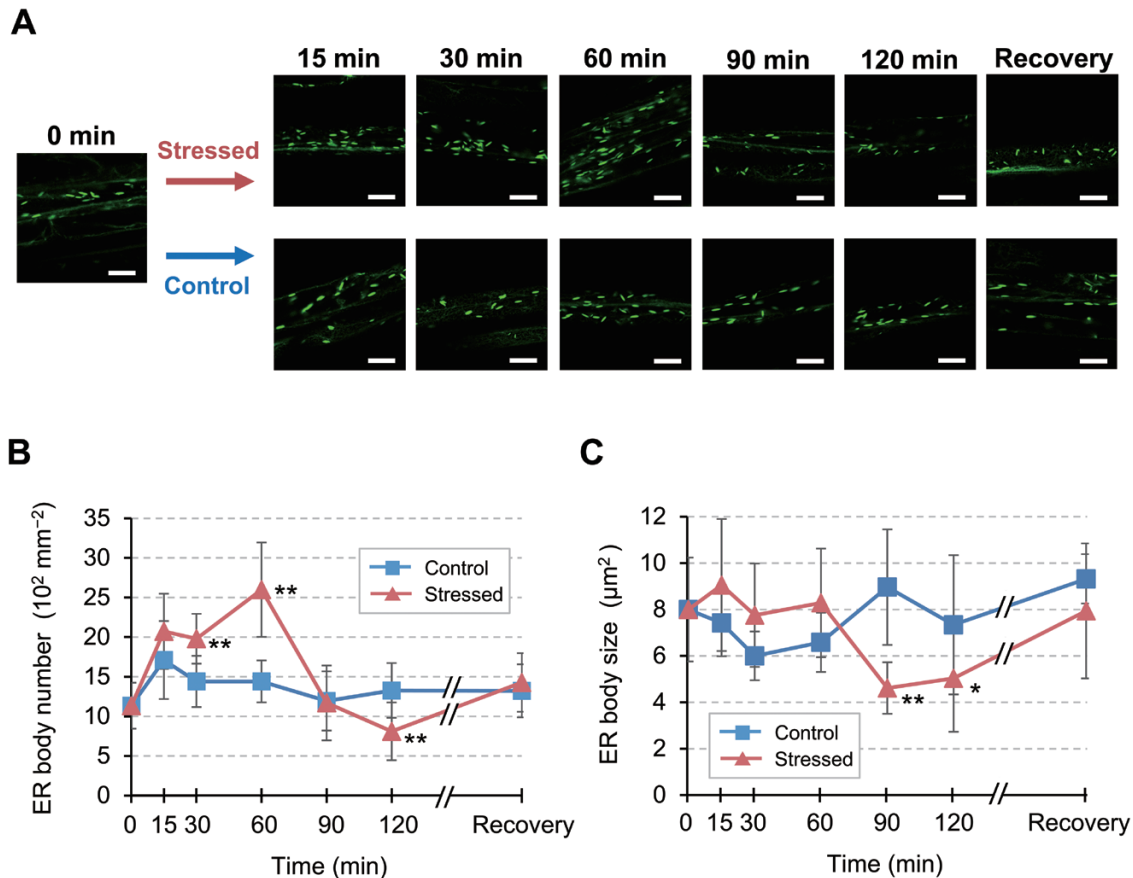 A
15 min 30 min 60 min 90 min 120 min Recovery
0 min
Stressed
Control
B
ER body number (10² mm⁻²)
35
30
25
20
15
10
5
0
Control
Stressed
**
**
**
0 15 30 60 90 120 Recovery
Time (min)
C
ER body size (µm²)
12
10
8
6
4
2
0
**
*
Control
Stressed
0 15 30 60 90 120 Recovery
Time (min)